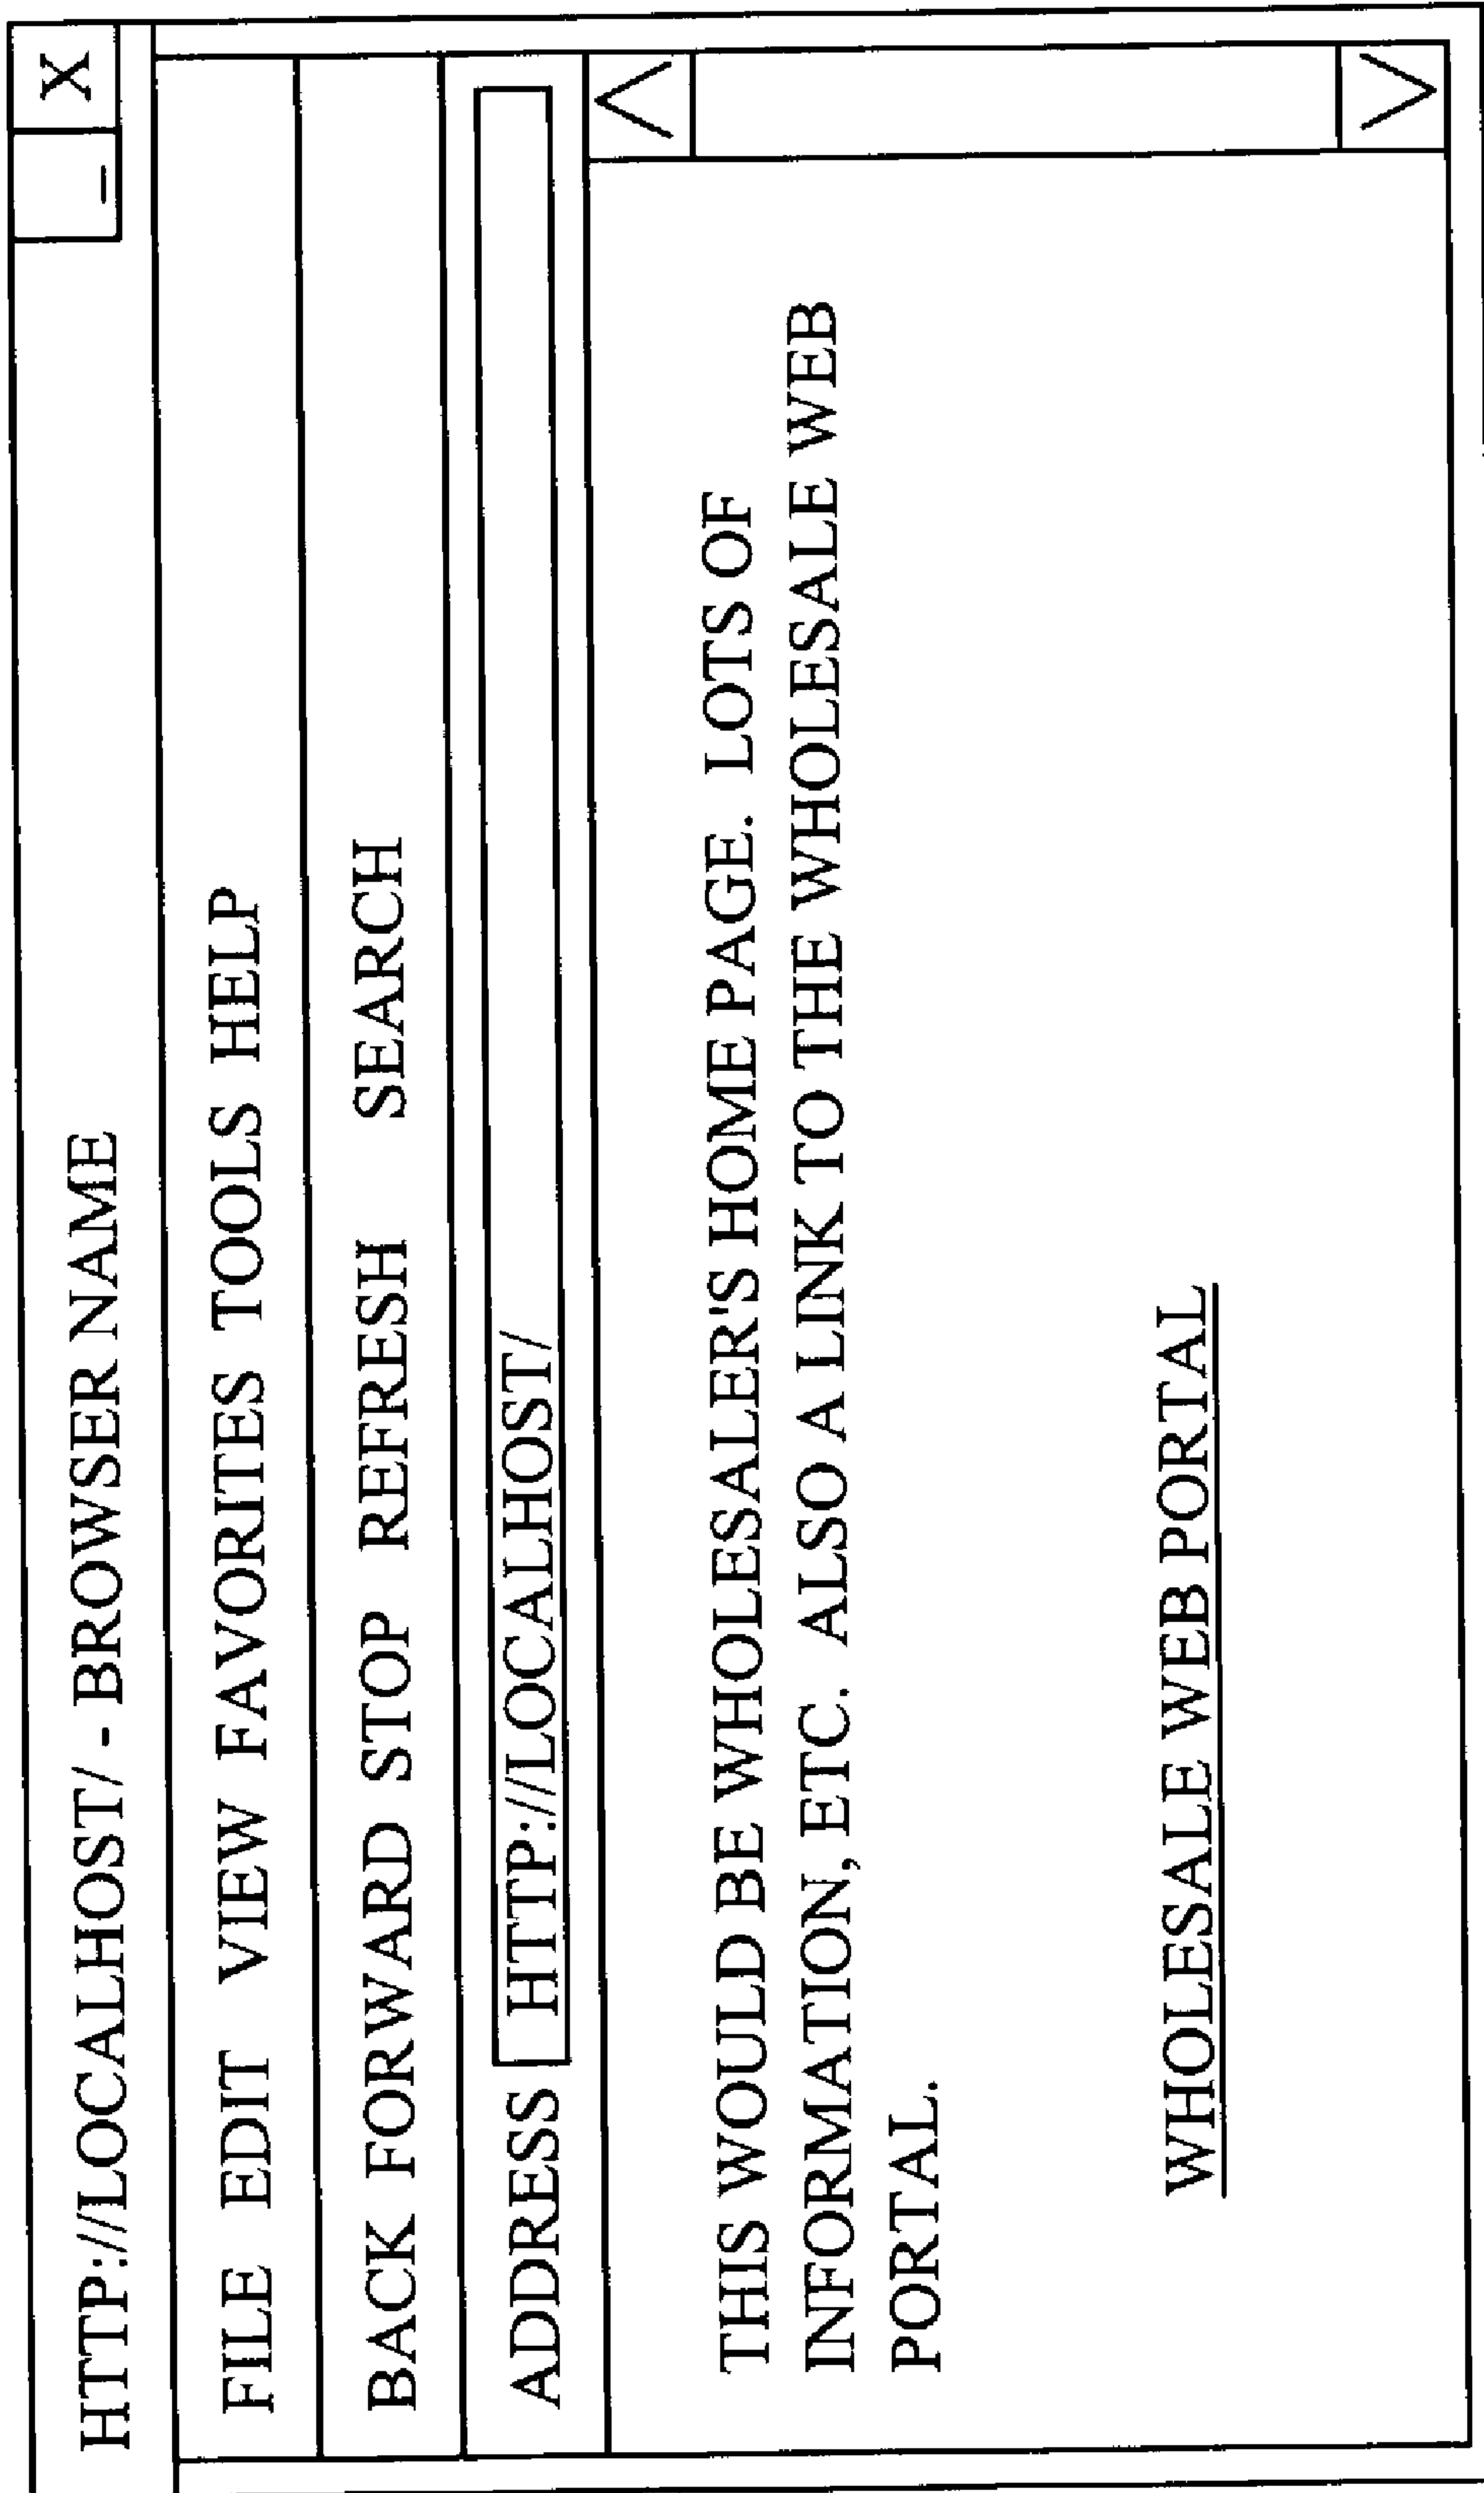 HTTP://LOCALHOST/ - BROWSER NAME
_ X
FILE EDIT VIEW FAVORITES TOOLS HELP
BACK FORWARD STOP REFRESH SEARCH
ADDRESS HTTP://LOCALHOST/
THIS WOULD BE WHOLESALER'S HOME PAGE. LOTS OF
INFORMATION, ETC. ALSO A LINK TO THE WHOLESALE WEB
PORTAL.
WHOLESALE WEB PORTAL